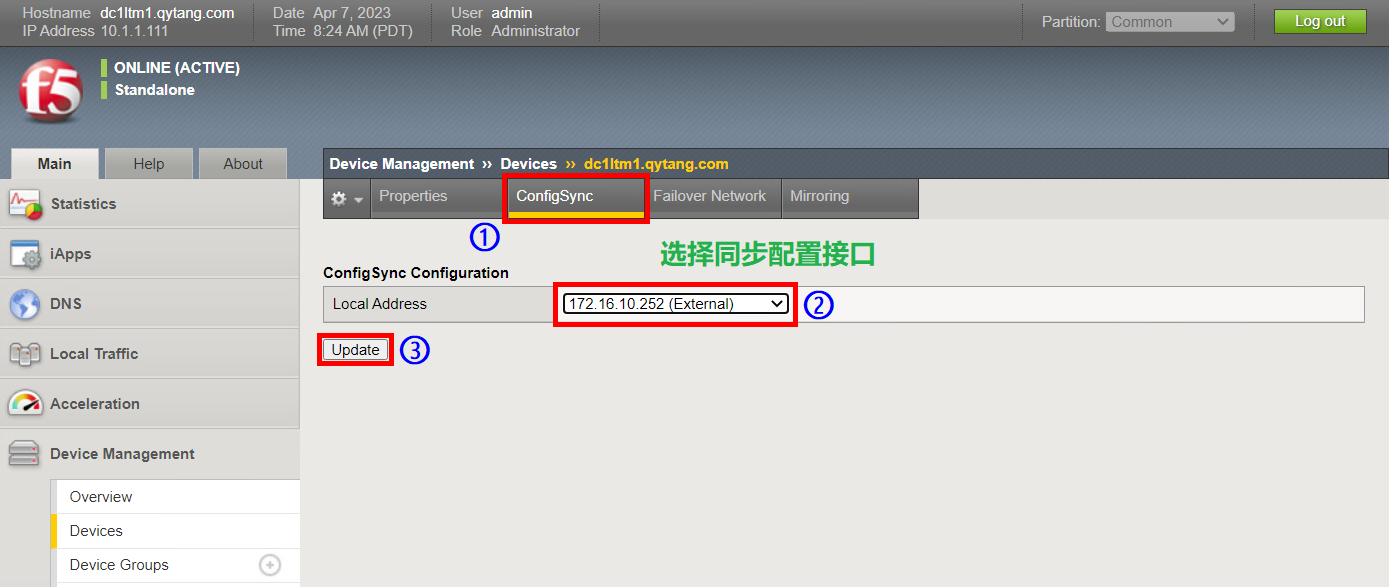 Hostname dc1ltm1.qytang.com Date Apr 7, 2023 User admin
IP Address 10.1.1.111 Time 8:24 AM (PDT) Role Administrator
Partition: Common Log out
f5
ONLINE (ACTIVE)
Standalone
Main Help About
Device Management ›› Devices ›› dc1ltm1.qytang.com
Properties ConfigSync Failover Network Mirroring
①
选择同步配置接口
ConfigSync Configuration
Local Address 172.16.10.252 (External) ②
Update ③
Statistics
iApps
DNS
Local Traffic
Acceleration
Device Management
Overview
Devices
Device Groups